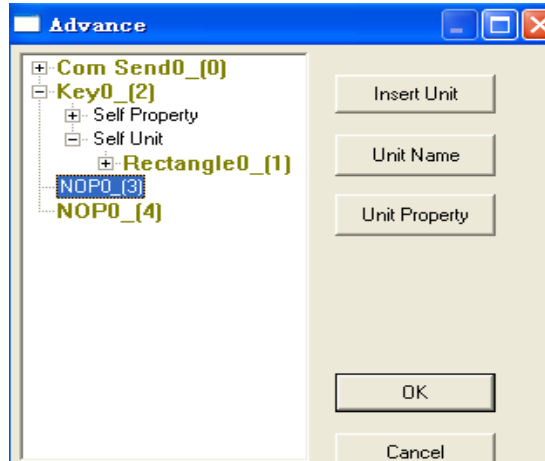 Advance
Com Send0_(0)
Key0_(2)
Self Property
Self Unit
Rectangle0_(1)
NOP0_(3)
NOP0_(4)
Insert Unit
Unit Name
Unit Property
OK
Cancel